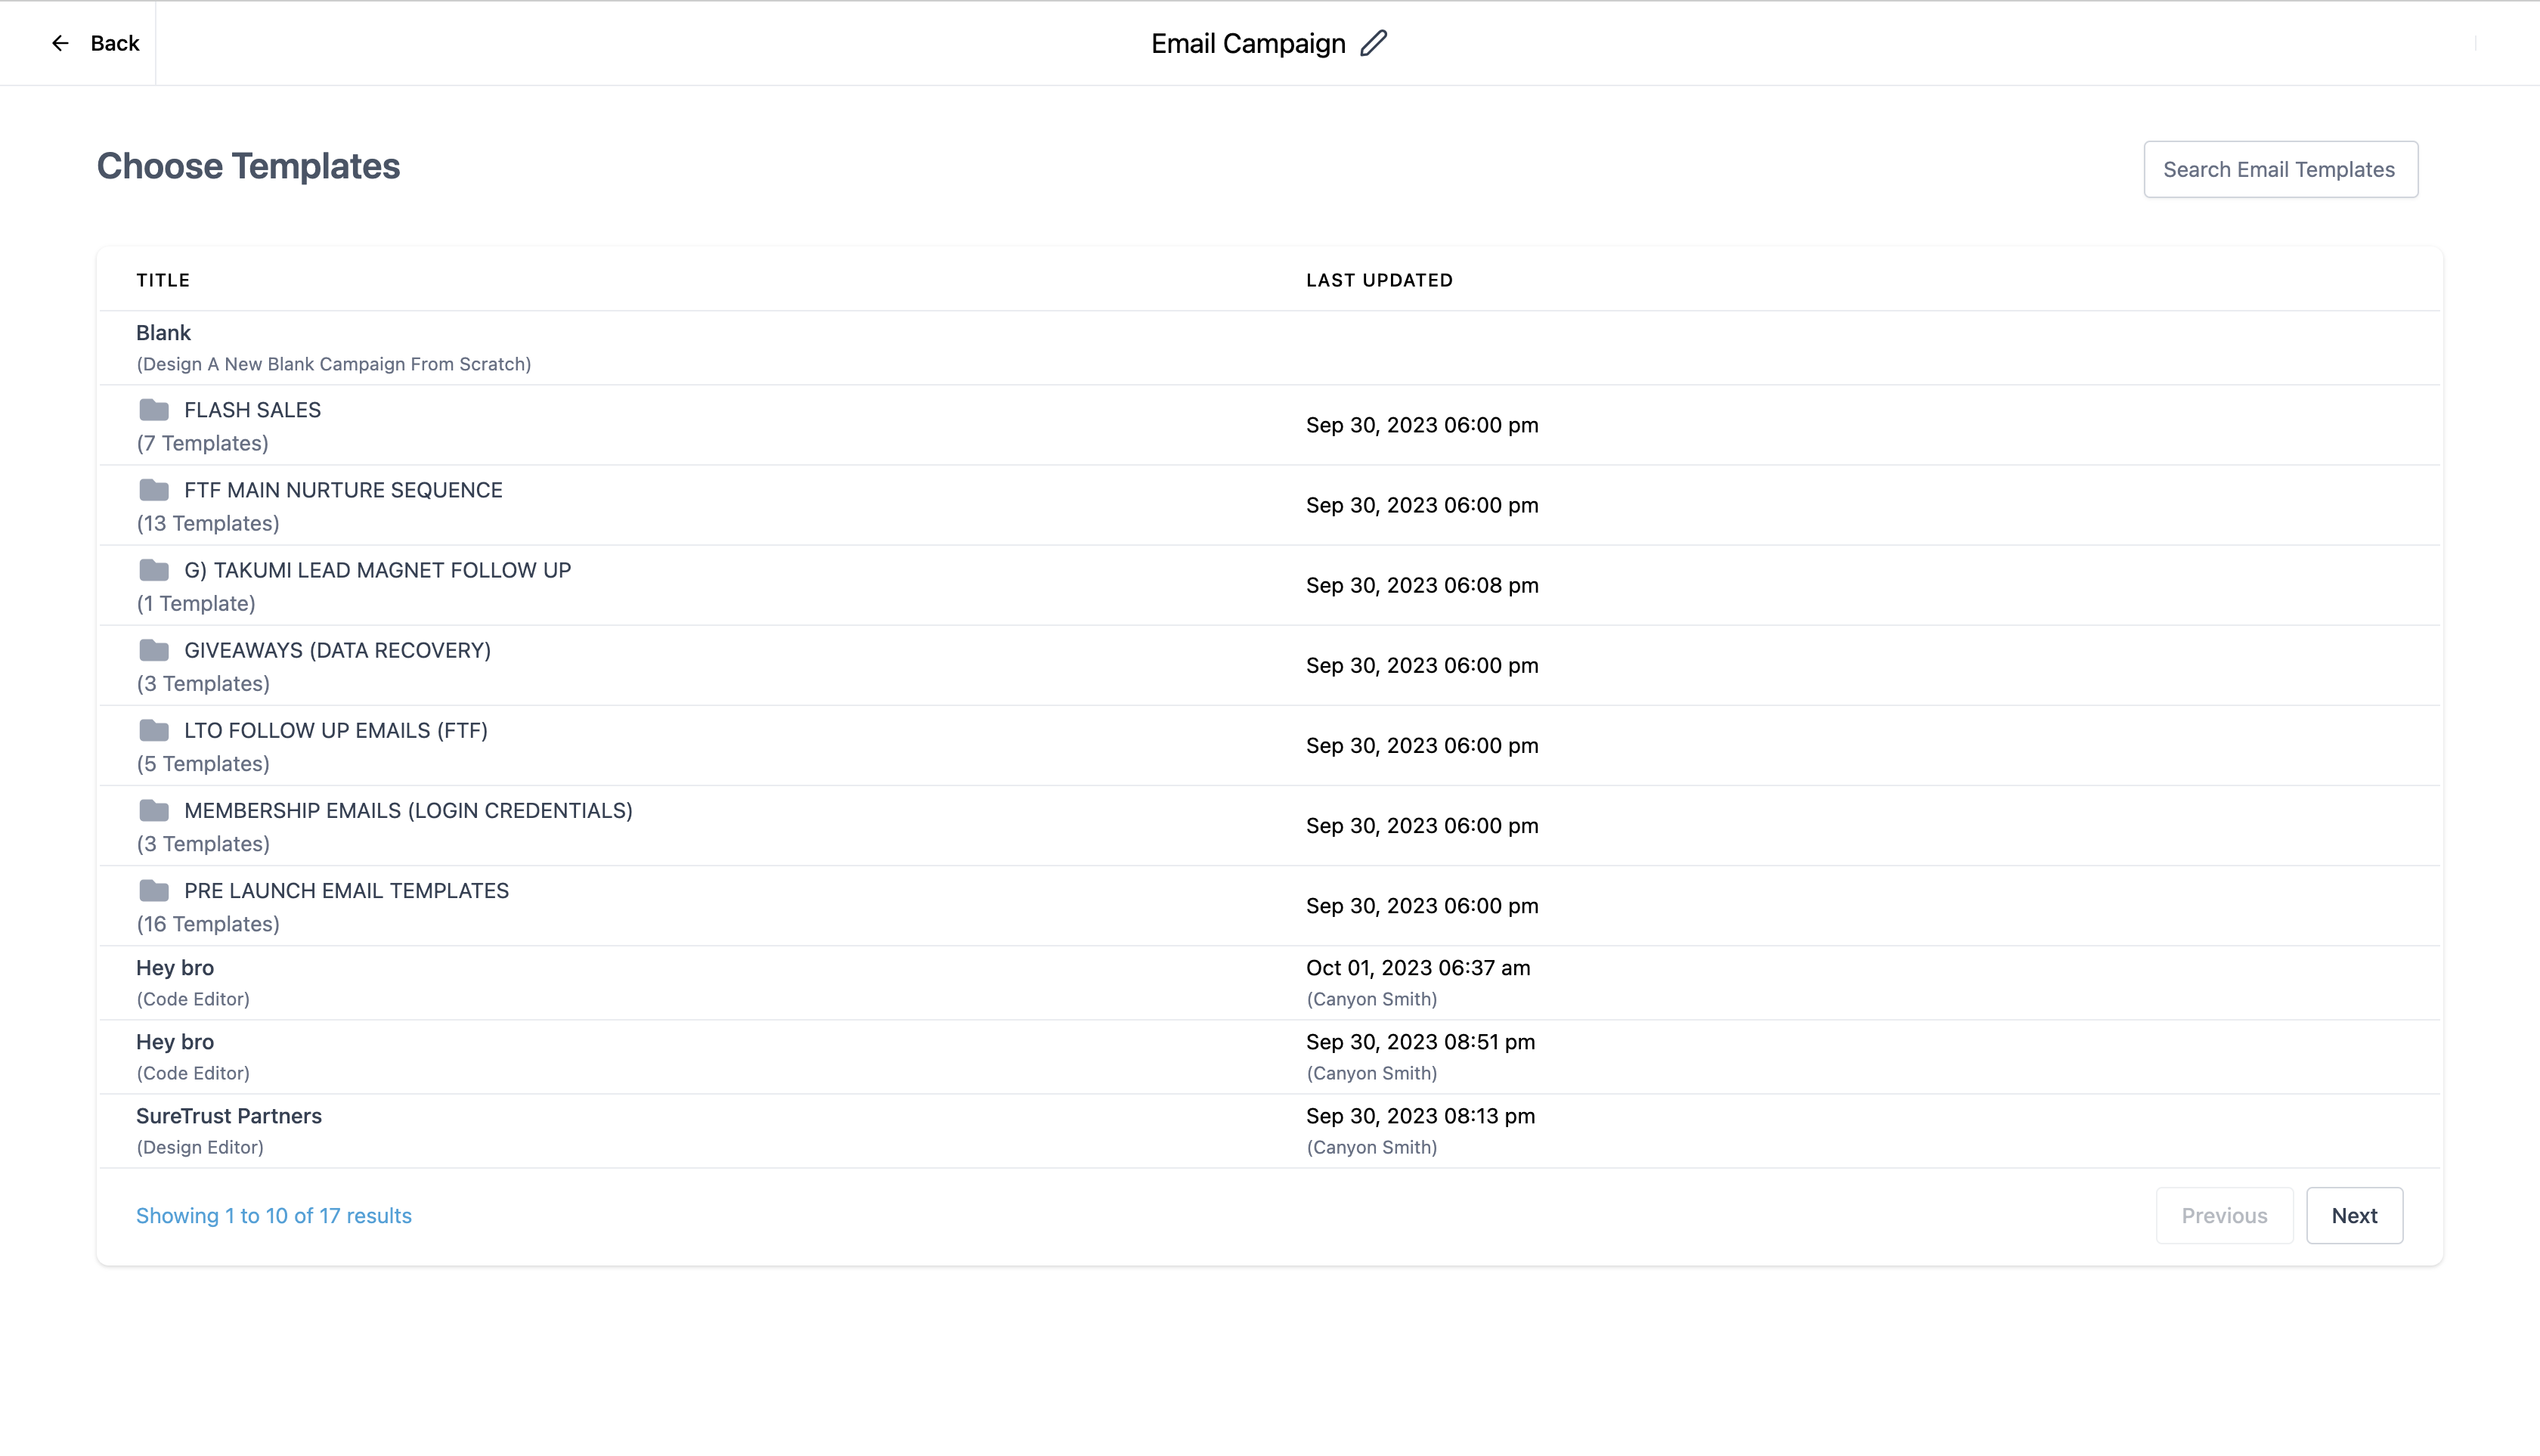 Back
Email Campaign
Choose Templates
Search Email Templates
TITLE LAST UPDATED
Blank
(Design A New Blank Campaign From Scratch)
FLASH SALES
(7 Templates)
Sep 30, 2023 06:00 pm
FTF MAIN NURTURE SEQUENCE
(13 Templates)
Sep 30, 2023 06:00 pm
G) TAKUMI LEAD MAGNET FOLLOW UP
(1 Template)
Sep 30, 2023 06:08 pm
GIVEAWAYS (DATA RECOVERY)
(3 Templates)
Sep 30, 2023 06:00 pm
LTO FOLLOW UP EMAILS (FTF)
(5 Templates)
Sep 30, 2023 06:00 pm
MEMBERSHIP EMAILS (LOGIN CREDENTIALS)
(3 Templates)
Sep 30, 2023 06:00 pm
PRE LAUNCH EMAIL TEMPLATES
(16 Templates)
Sep 30, 2023 06:00 pm
Hey bro Oct 01, 2023 06:37 am
(Code Editor) (Canyon Smith)
Hey bro Sep 30, 2023 08:51 pm
(Code Editor) (Canyon Smith)
SureTrust Partners Sep 30, 2023 08:13 pm
(Design Editor) (Canyon Smith)
Showing 1 to 10 of 17 results
Previous Next